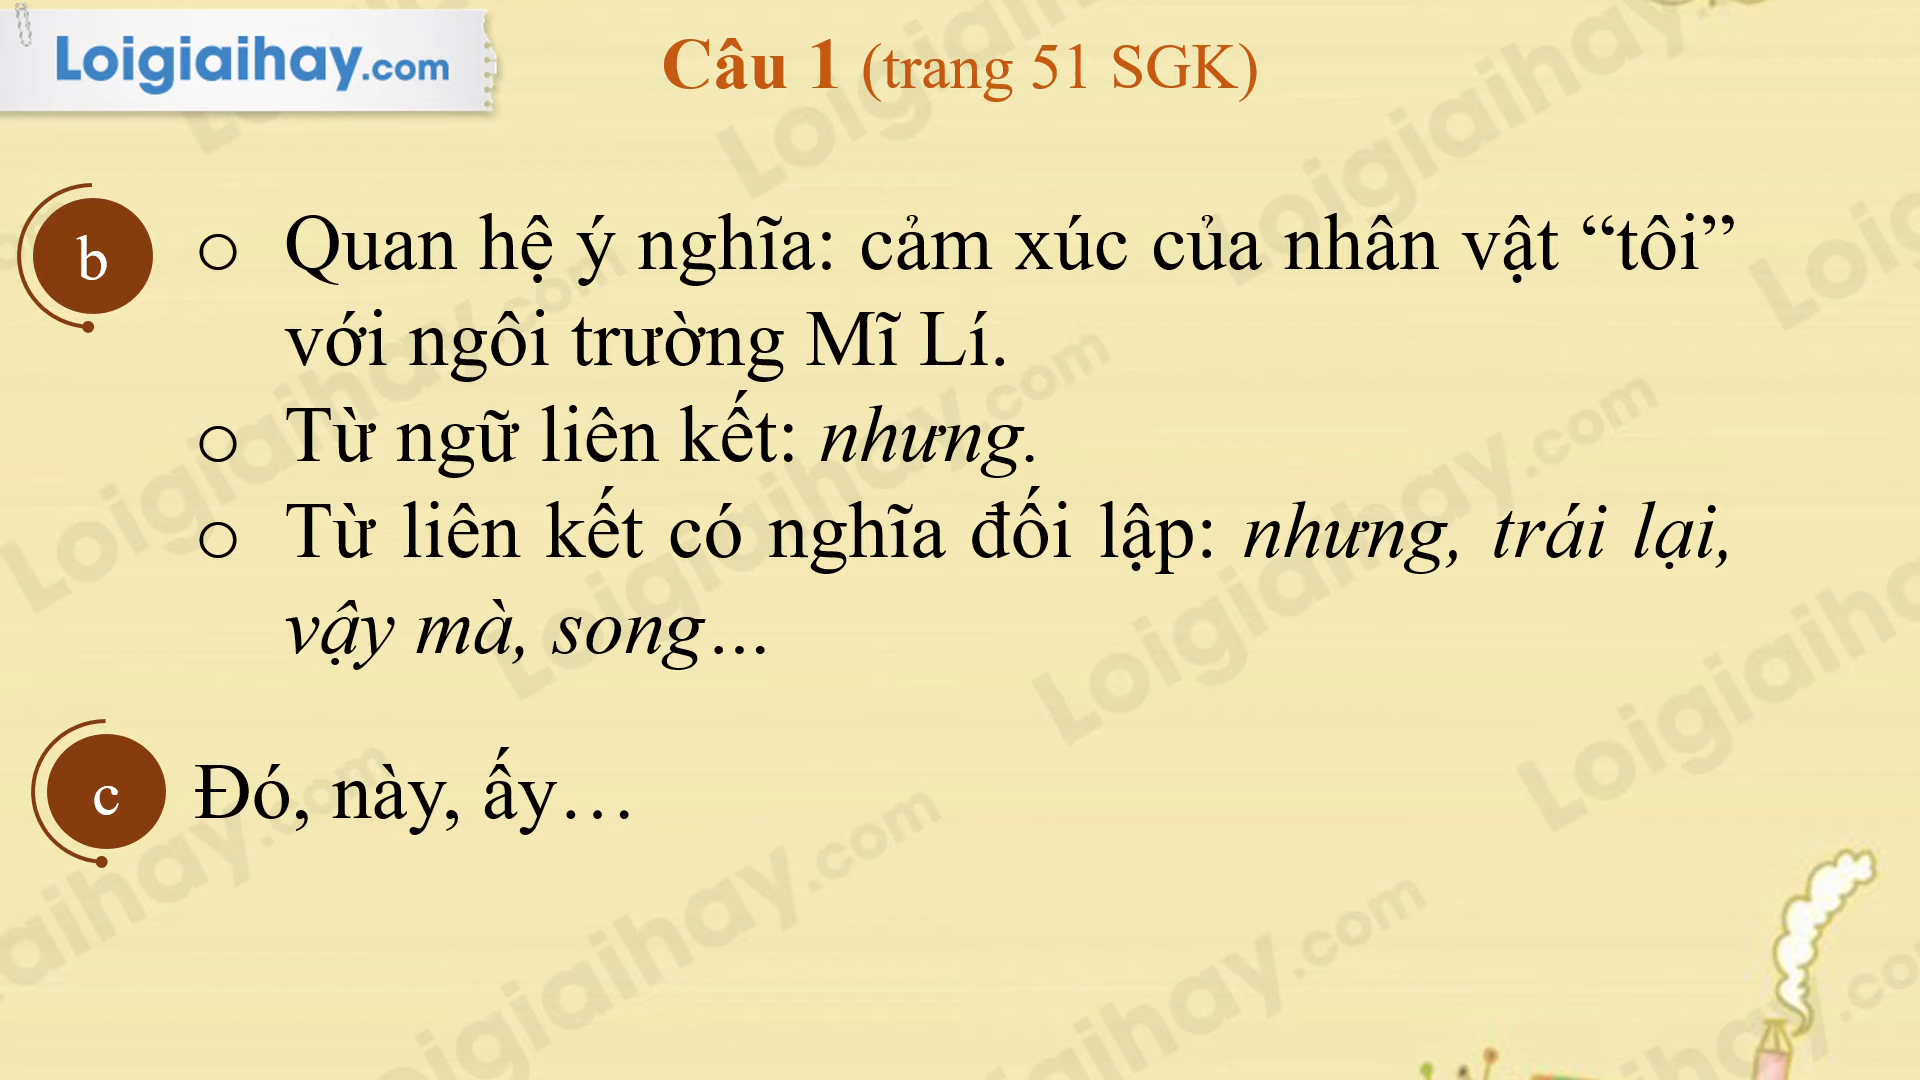 Loigiaihay.com
Câu 1 (trang 51 SGK)
b
o Quan hệ ý nghĩa: cảm xúc của nhân vật “tôi”
với ngôi trường Mĩ Lí.
o Từ ngữ liên kết: nhưng.
o Từ liên kết có nghĩa đối lập: nhưng, trái lại,
vậy mà, song…
c
Đó, này, ấy…